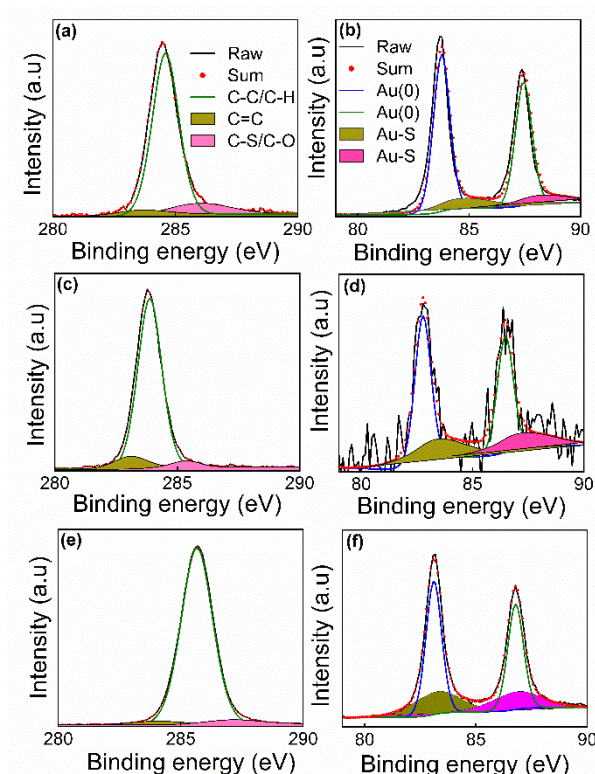 (a)
Raw
Sum
C-C/C-H
C=C
C-S/C-O
Intensity (a.u)
280 285 290
Binding energy (eV)
(b)
Raw
Sum
Au(0)
Au(0)
Au-S
Au-S
Intensity (a.u)
80 85 90
Binding energy (eV)
(c)
Intensity (a.u)
280 285 290
Binding energy (eV)
(d)
Intensity (a.u)
80 85 90
Binding energy (eV)
(e)
Intensity (a.u)
280 285 290
Binding energy (eV)
(f)
Intensity (a.u)
80 85 90
Binding energy (eV)